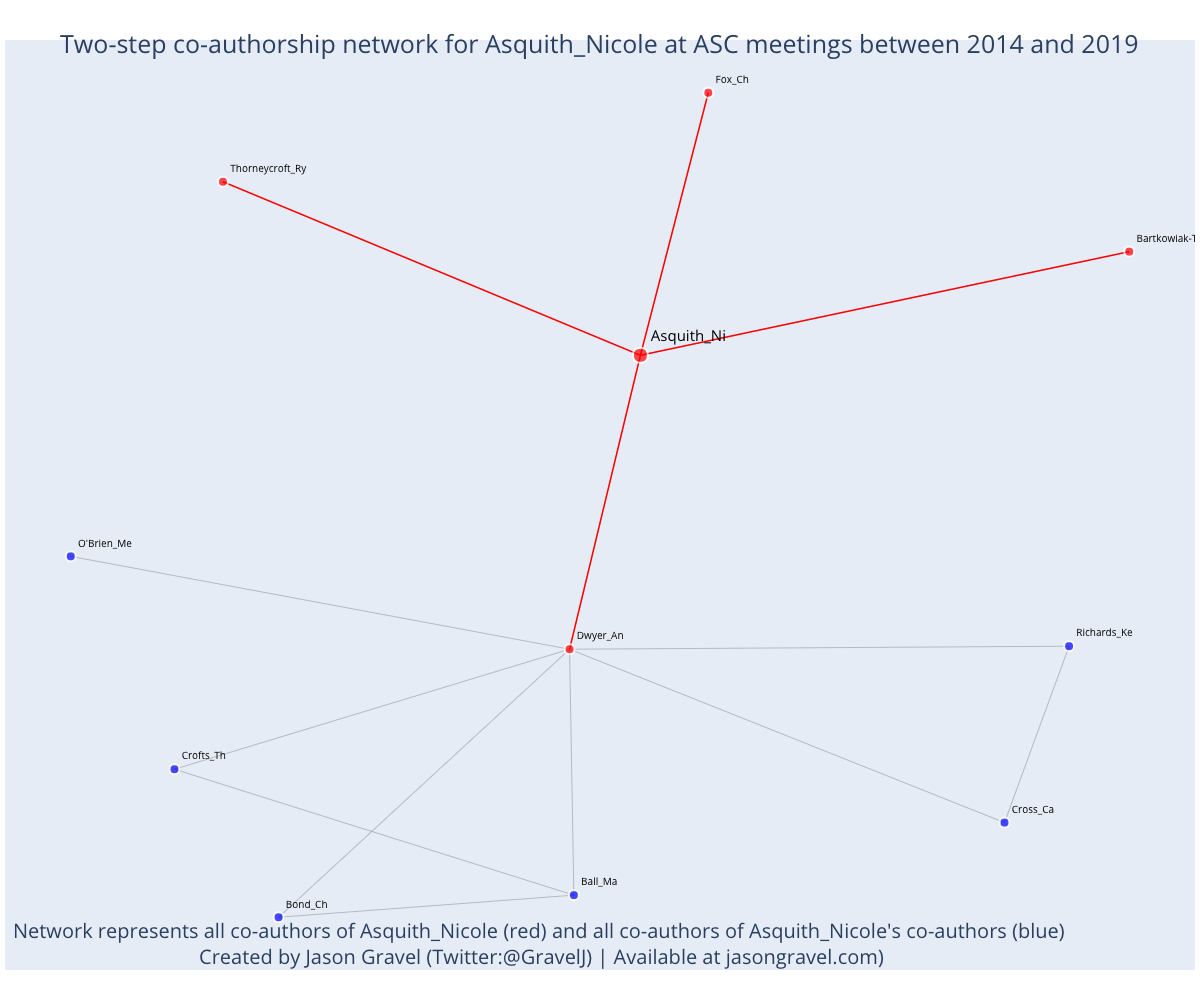 Two-step co-authorship network for Asquith_Nicole at ASC meetings between 2014 and 2019
Fox_Ch
Thorneycroft_Ry
Bartkowiak-T
Asquith_Ni
O'Brien_Me
Dwyer_An
Richards_Ke
Crofts_Th
Cross_Ca
Ball_Ma
Bond_Ch
Network represents all co-authors of Asquith_Nicole (red) and all co-authors of Asquith_Nicole's co-authors (blue)
Created by Jason Gravel (Twitter:@GravelJ) | Available at jasongravel.com)